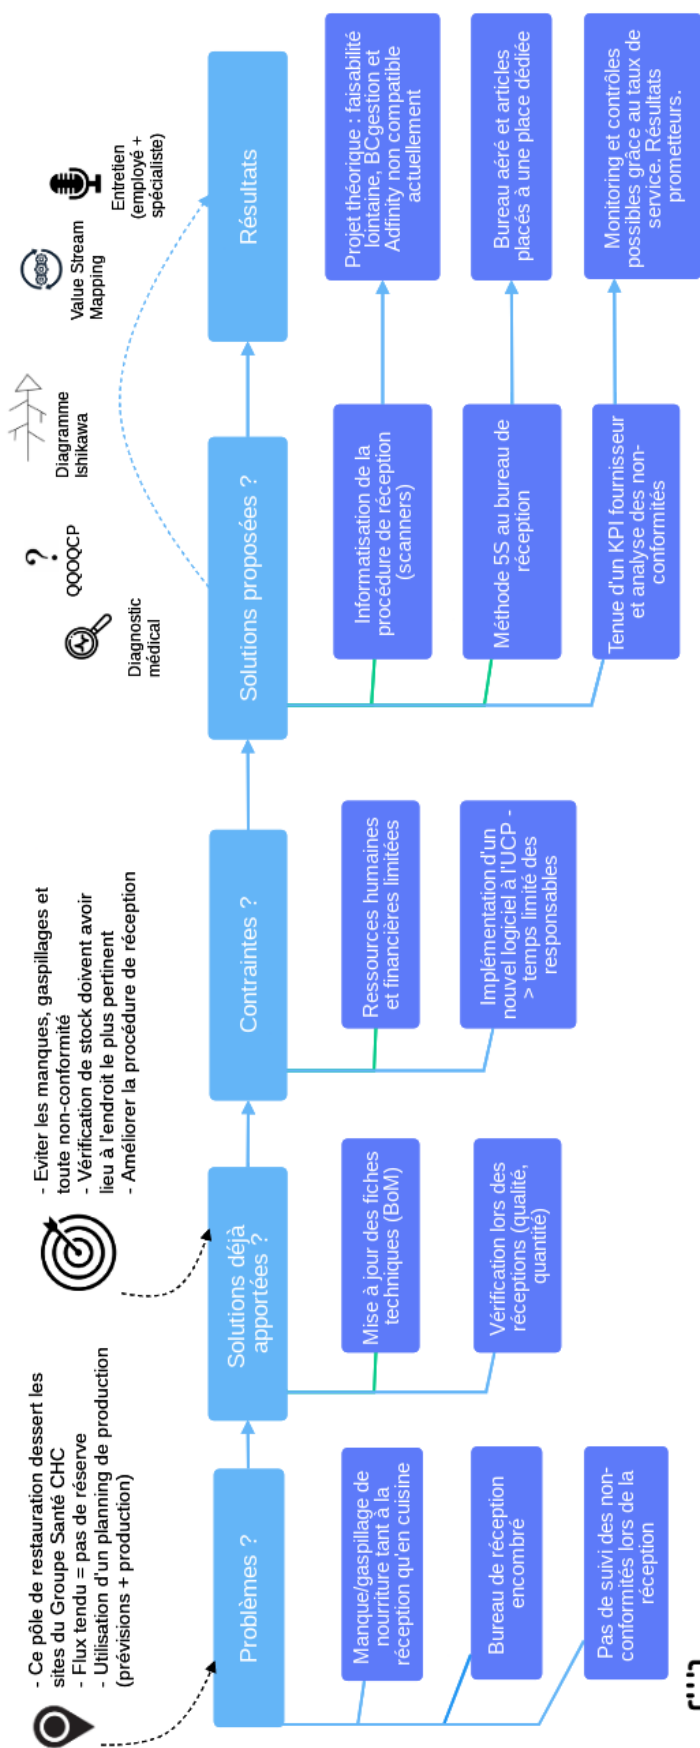 - Ce pôle de restauration dessert les
sites du Groupe Santé CHC
- Flux tendu = pas de réserve
- Utilisation d'un planning de production
(prévisions + production)
- Eviter les manques, gaspillages et
toute non-conformité
- Vérification de stock doivent avoir
lieu à l'endroit le plus pertinent
- Améliorer la procédure de réception
Diagnostic
médical
QQOQCP
Diagramme
Ishikawa
Value Stream
Mapping
Entretien
(employé +
spécialiste)
Problèmes ?
Solutions déjà
apportées ?
Contraintes ?
Solutions proposées ?
Résultats
Manque/gaspillage de
nourriture tant à la
réception qu'en cuisine
Bureau de réception
encombré
Pas de suivi des non-
conformités lors de la
réception
Mise à jour des fiches
techniques (BoM)
Vérification lors des
réceptions (qualité,
quantité)
Ressources humaines
et financières limitées
Implémentation d'un
nouvel logiciel à l'UCP -
> temps limité des
responsables
Informatisation de la
procédure de réception
(scanners)
Méthode 5S au bureau de
réception
Tenue d'un KPI fournisseur
et analyse des non-
conformités
Projet théorique : faisabilité
lointaine, BCgestion et
Adfinity non compatible
actuellement
Bureau aéré et articles
placés à une place dédiée
Monitoring et contrôles
possibles grâce au taux de
service. Résultats
prometteurs.